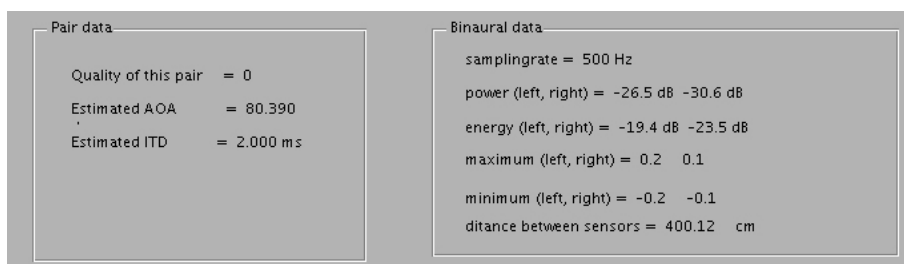 Pair data
Quality of this pair = 0
Estimated AOA = 80.390
Estimated ITD = 2.000 ms
Binaural data
samplingrate = 500 Hz
power (left, right) = -26.5 dB -30.6 dB
energy (left, right) = -19.4 dB -23.5 dB
maximum (left, right) = 0.2 0.1
minimum (left, right) = -0.2 -0.1
ditance between sensors = 400.12 cm